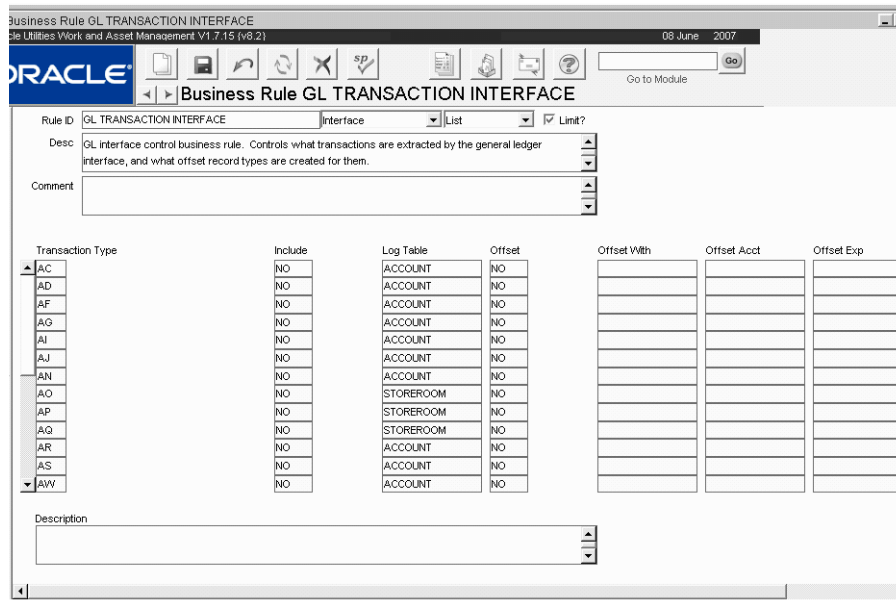 Business Rule GL TRANSACTION INTERFACE
cle Utilities Work and Asset Management V1.7.15 (v8.2) 08 June 2007
ORACLE
sp
Go
Go to Module
Business Rule GL TRANSACTION INTERFACE
Rule ID GL TRANSACTION INTERFACE Interface List Limit?
Desc GL interface control business rule. Controls what transactions are extracted by the general ledger
interface, and what offset record types are created for them.
Comment
Transaction Type Include Log Table Offset Offset With Offset Acct Offset Exp
AC NO ACCOUNT NO
AD NO ACCOUNT NO
AF NO ACCOUNT NO
AG NO ACCOUNT NO
AI NO ACCOUNT NO
AJ NO ACCOUNT NO
AN NO ACCOUNT NO
AO NO STOREROOM NO
AP NO STOREROOM NO
AQ NO STOREROOM NO
AR NO ACCOUNT NO
AS NO ACCOUNT NO
AW NO ACCOUNT NO
Description